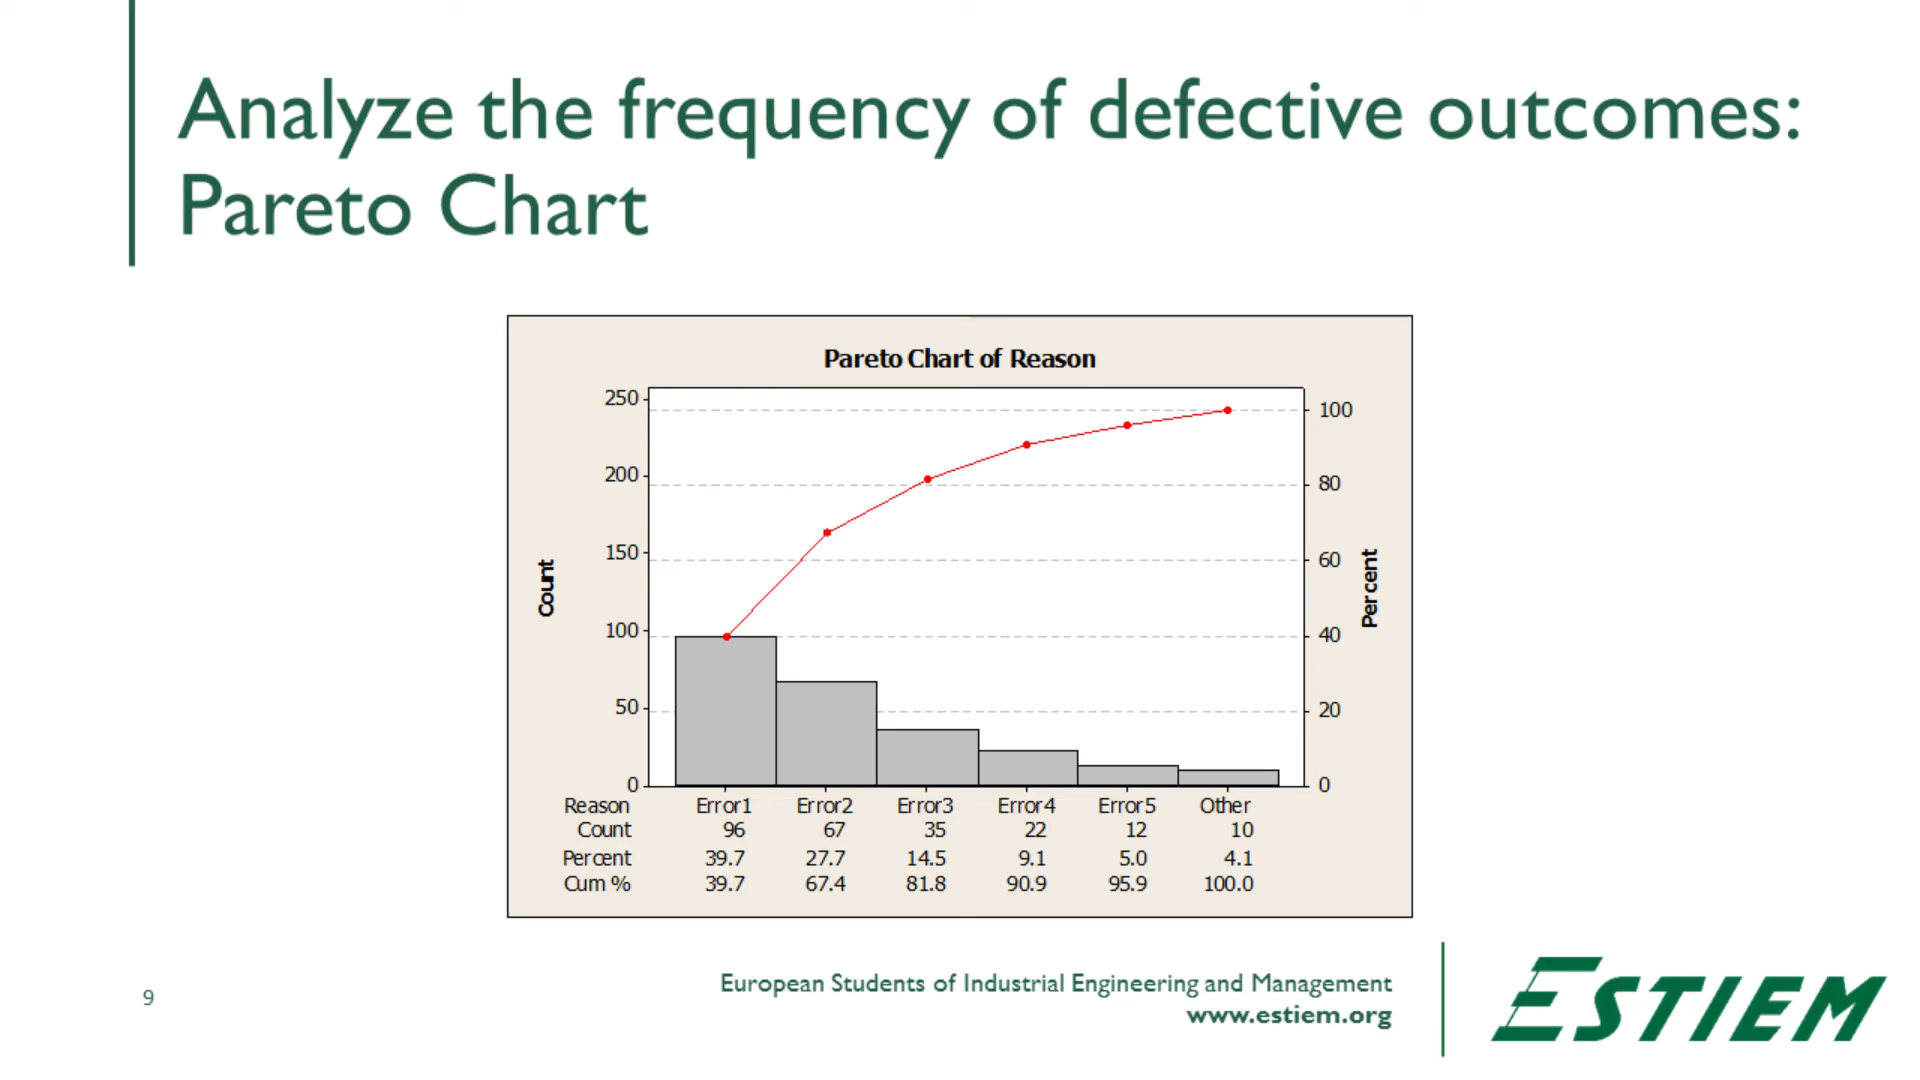 Analyze the frequency of defective outcomes:
Pareto Chart
Pareto Chart of Reason
250
200
150
100
50
0
Count
100
80
60
40
20
0
Percent
Reason Error1 Error2 Error3 Error4 Error5 Other
Count 96 67 35 22 12 10
Percent 39.7 27.7 14.5 9.1 5.0 4.1
Cum % 39.7 67.4 81.8 90.9 95.9 100.0
9
European Students of Industrial Engineering and Management
www.estiem.org
ESTIEM